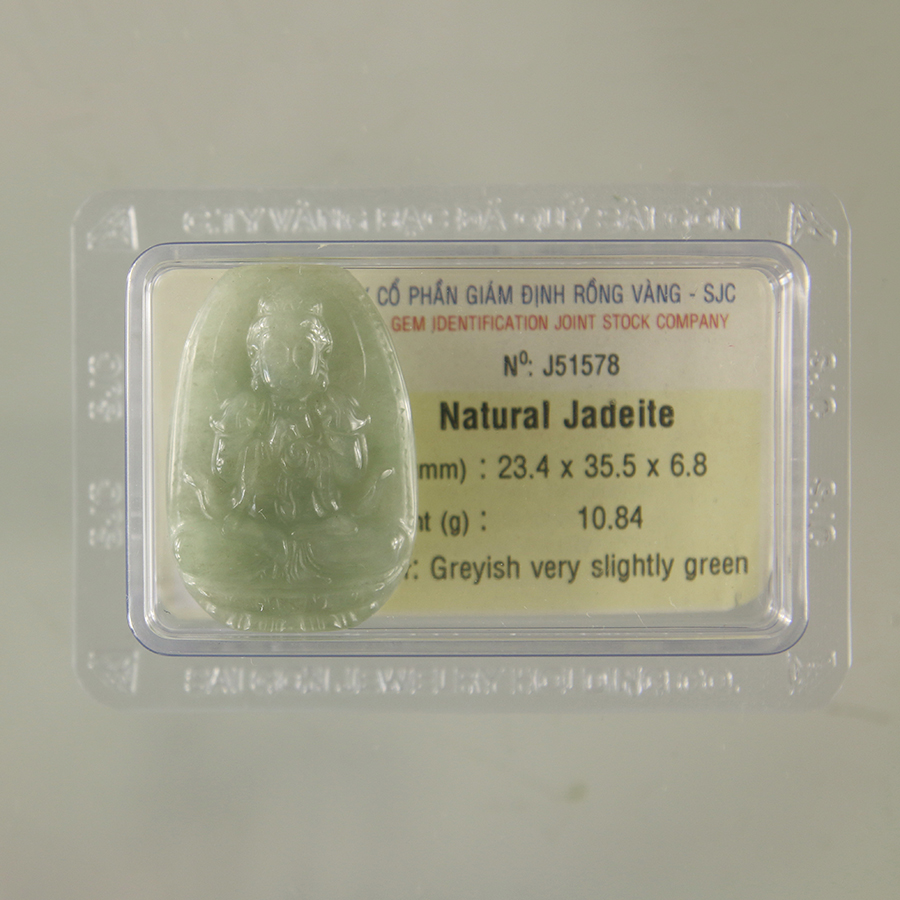 CTY VÀNG BẠC ĐÁ QUÝ SÀI GÒN
CỔ PHẦN GIÁM ĐỊNH RỒNG VÀNG - SJC
GEM IDENTIFICATION JOINT STOCK COMPANY
Nº: J51578
Natural Jadeite
mm) : 23.4 x 35.5 x 6.8
(g) : 10.84
: Greyish very slightly green
SAIGON JEWELRY HOLDING CO.